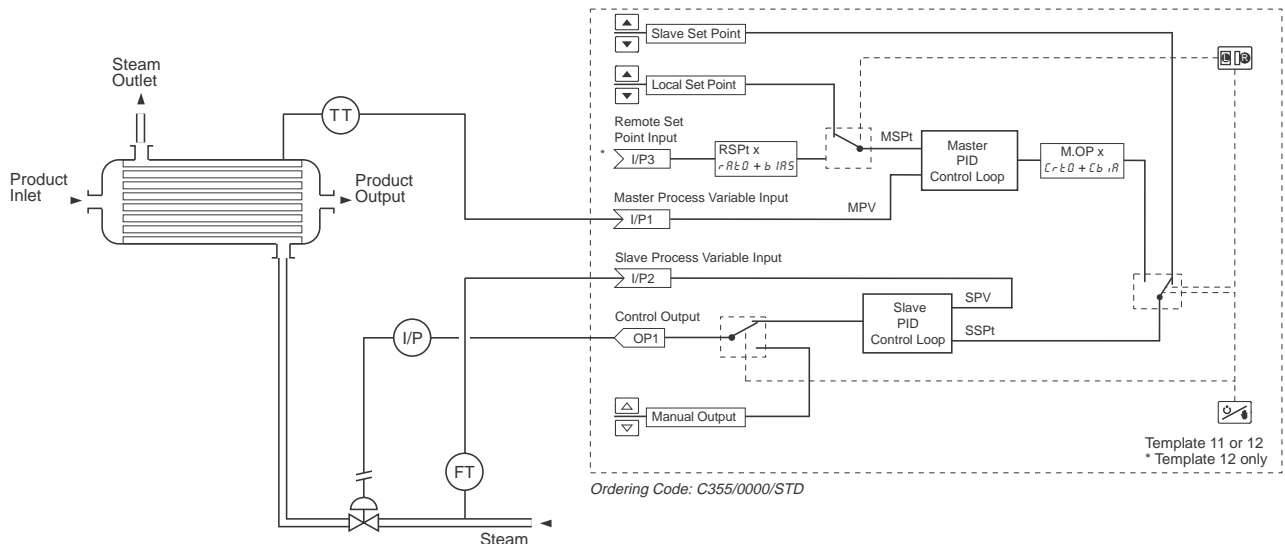 Steam
Outlet
Product
Inlet
Product
Output
TT
I/P
FT
Steam
Slave Set Point
Local Set Point
Remote Set
Point Input
* I/P3
RSPt x
rAtO + bIAS
MSPt
Master
PID
Control Loop
M.OP x
CrtO + CbiA
Master Process Variable Input
I/P1
MPV
Slave Process Variable Input
I/P2
SPV
Slave
PID
Control Loop
SSPt
Control Output
OP1
Manual Output
L R
Template 11 or 12
* Template 12 only
Ordering Code: C355/0000/STD